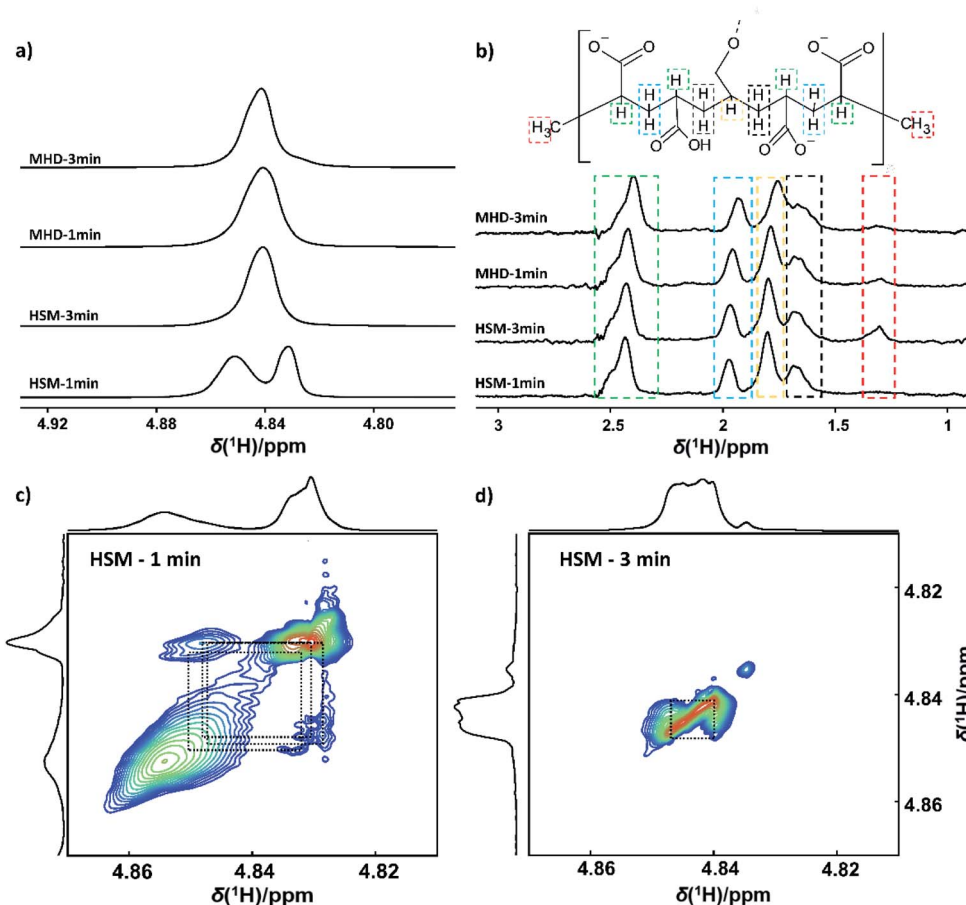 a)
MHD-3min
MHD-1min
HSM-3min
HSM-1min
4.92
4.88
4.84
4.80
δ(¹H)/ppm
b)
O
O⁻
O
O
O⁻
H
H
H
H
H
H
H
H
H
H
H
H
H
H₃C
CH₃
O
OH
O
O⁻
MHD-3min
MHD-1min
HSM-3min
HSM-1min
3
2.5
2
1.5
1
δ(¹H)/ppm
c)
HSM - 1 min
4.86
4.84
4.82
δ(¹H)/ppm
d)
HSM - 3 min
4.82
4.84
4.86
δ(¹H)/ppm
4.86
4.84
4.82
δ(¹H)/ppm